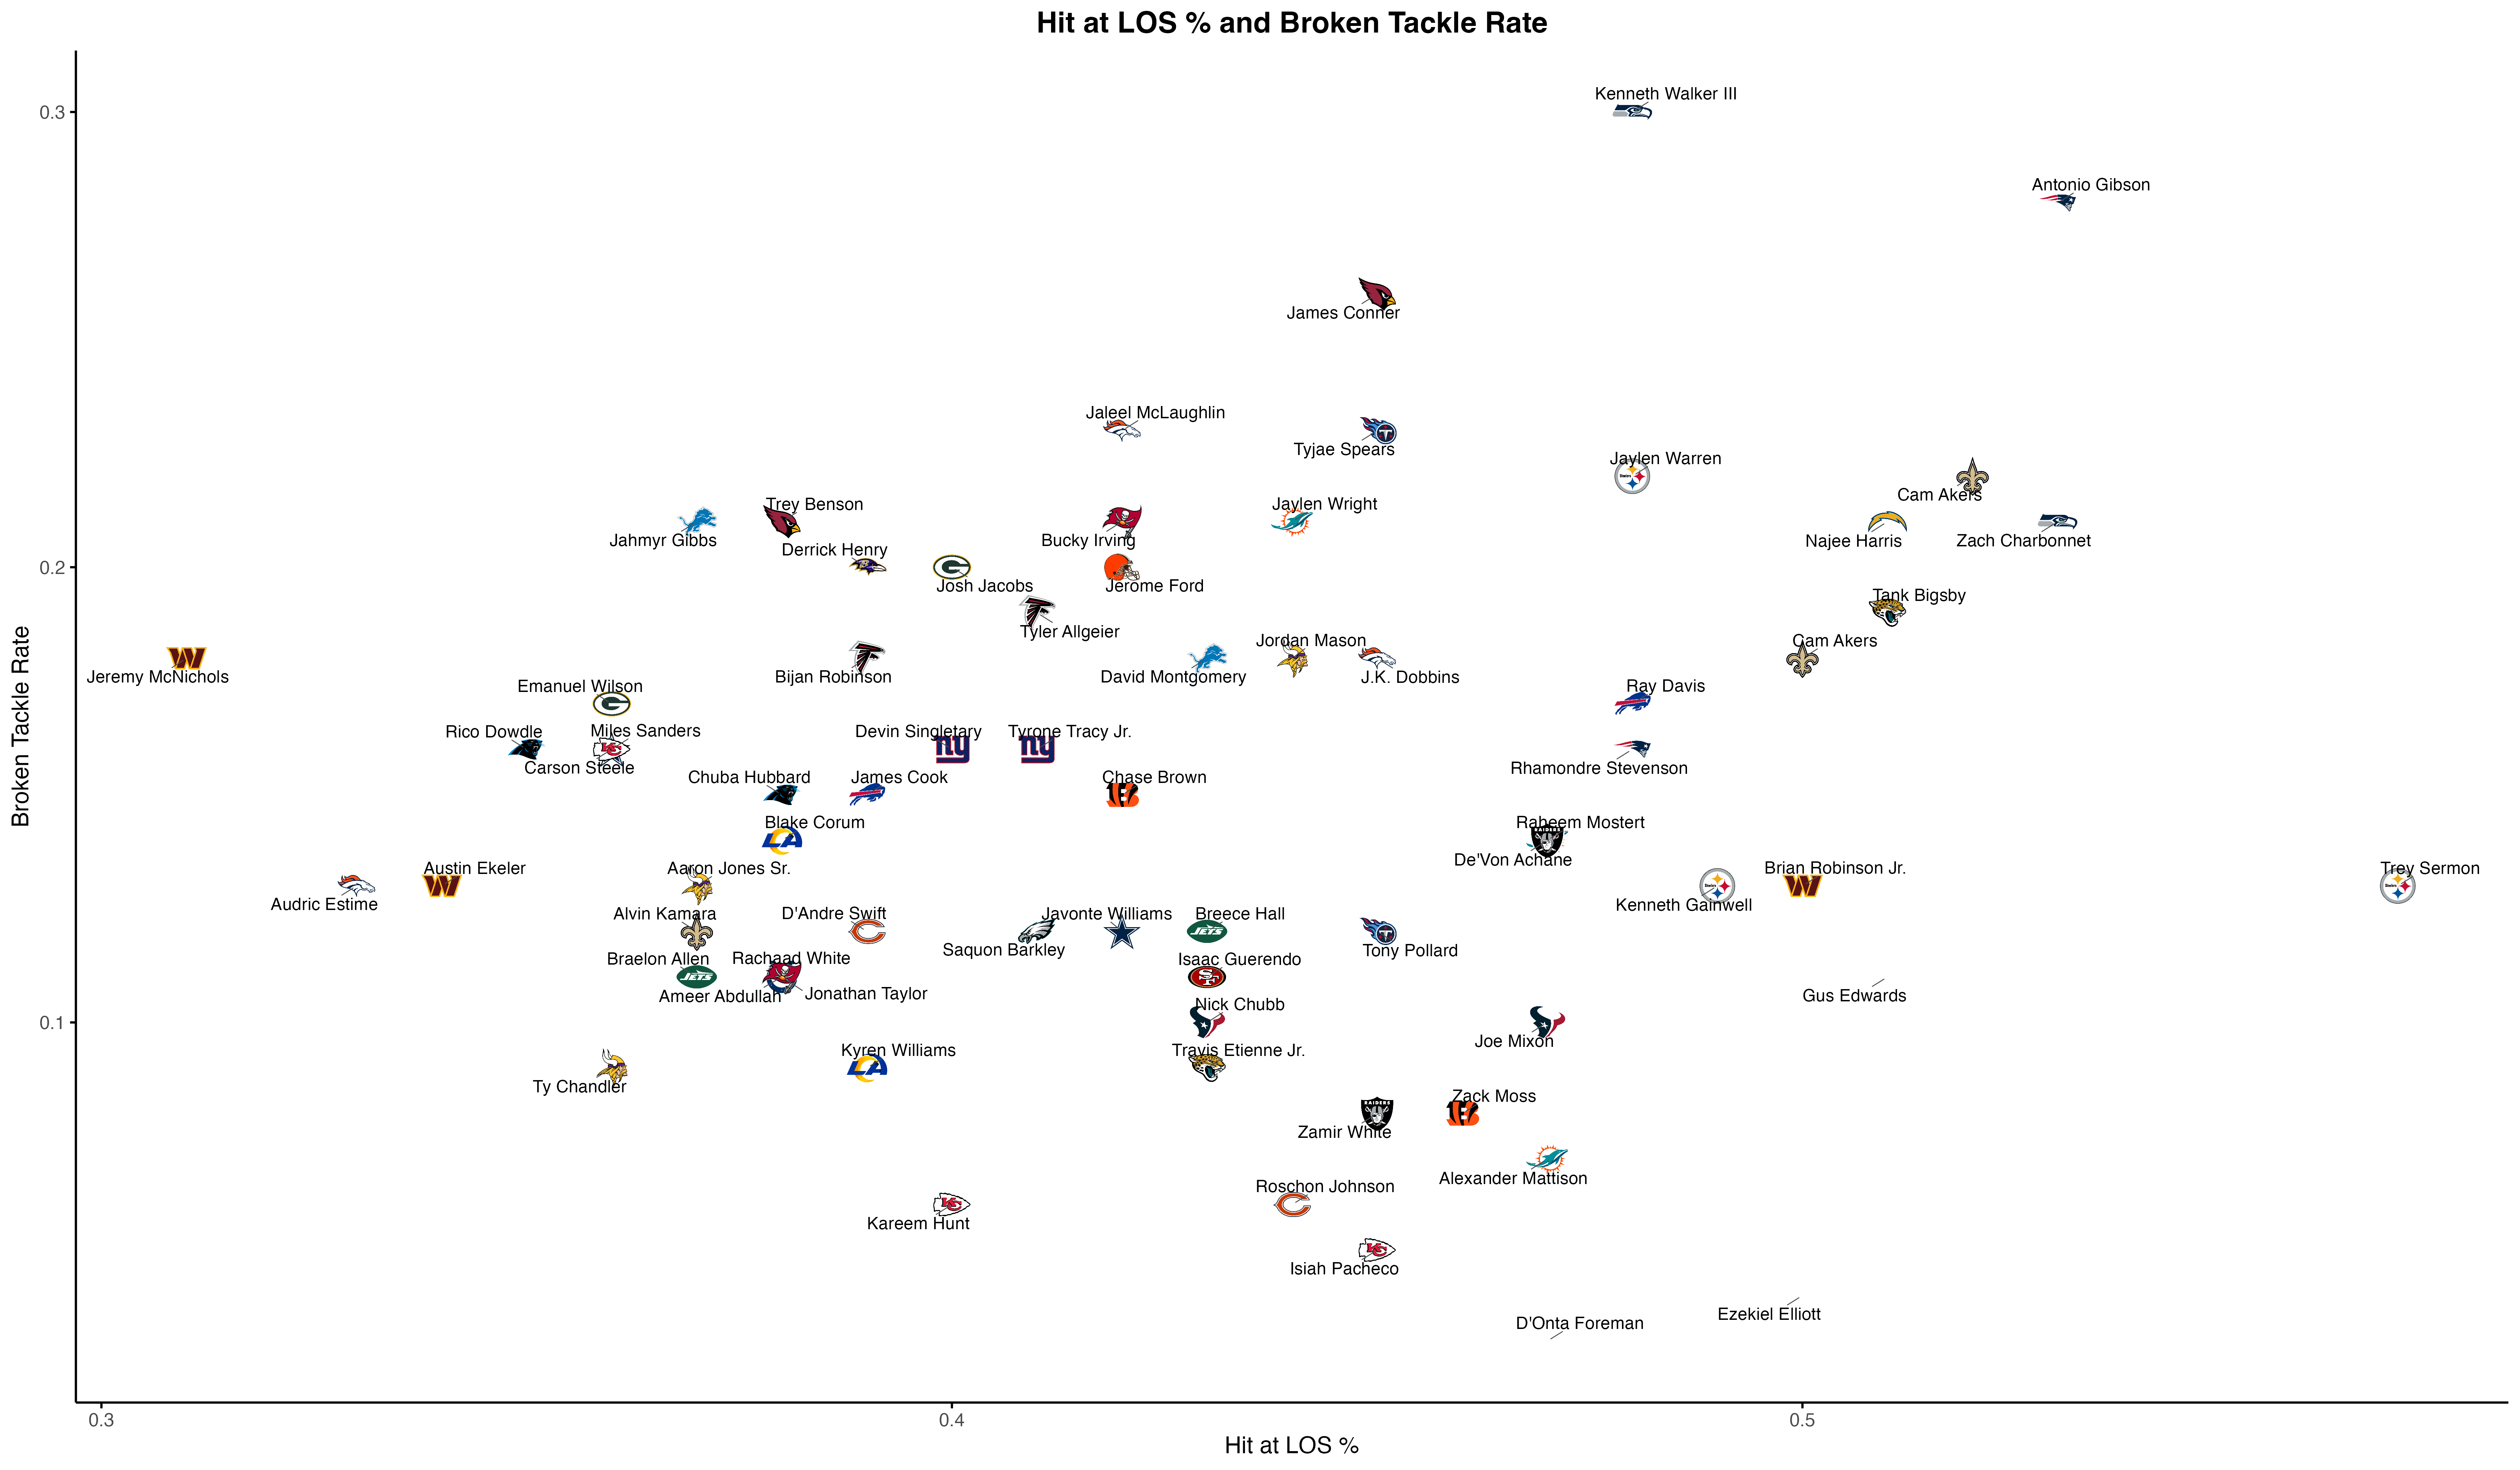 Hit at LOS % and Broken Tackle Rate
Kenneth Walker III
0.3
Antonio Gibson
James Conner
Jaleel McLaughlin
Tyjae Spears
Jaylen Warren
Cam Akers
Trey Benson
Jaylen Wright
Jahmyr Gibbs
Bucky Irving
Najee Harris
Zach Charbonnet
Derrick Henry
0.2
Josh Jacobs
Jerome Ford
Tank Bigsby
Tyler Allgeier
Jordan Mason
Cam Akers
Jeremy McNichols
Bijan Robinson
David Montgomery
J.K. Dobbins
Emanuel Wilson
Ray Davis
Rico Dowdle
Miles Sanders
Devin Singletary
Tyrone Tracy Jr.
Carson Steele
Rhamondre Stevenson
Chuba Hubbard
James Cook
Chase Brown
Blake Corum
Raheem Mostert
De'Von Achane
Austin Ekeler
Aaron Jones Sr.
Brian Robinson Jr.
Trey Sermon
Audric Estime
Kenneth Gainwell
Alvin Kamara
D'Andre Swift
Javonte Williams
Breece Hall
Saquon Barkley
Tony Pollard
Braelon Allen
Rachaad White
Isaac Guerendo
Ameer Abdullah
Jonathan Taylor
Gus Edwards
Nick Chubb
0.1
Joe Mixon
Kyren Williams
Travis Etienne Jr.
Ty Chandler
Zack Moss
Zamir White
Alexander Mattison
Roschon Johnson
Kareem Hunt
Isiah Pacheco
Ezekiel Elliott
D'Onta Foreman
Broken Tackle Rate
0.3
0.4
0.5
Hit at LOS %